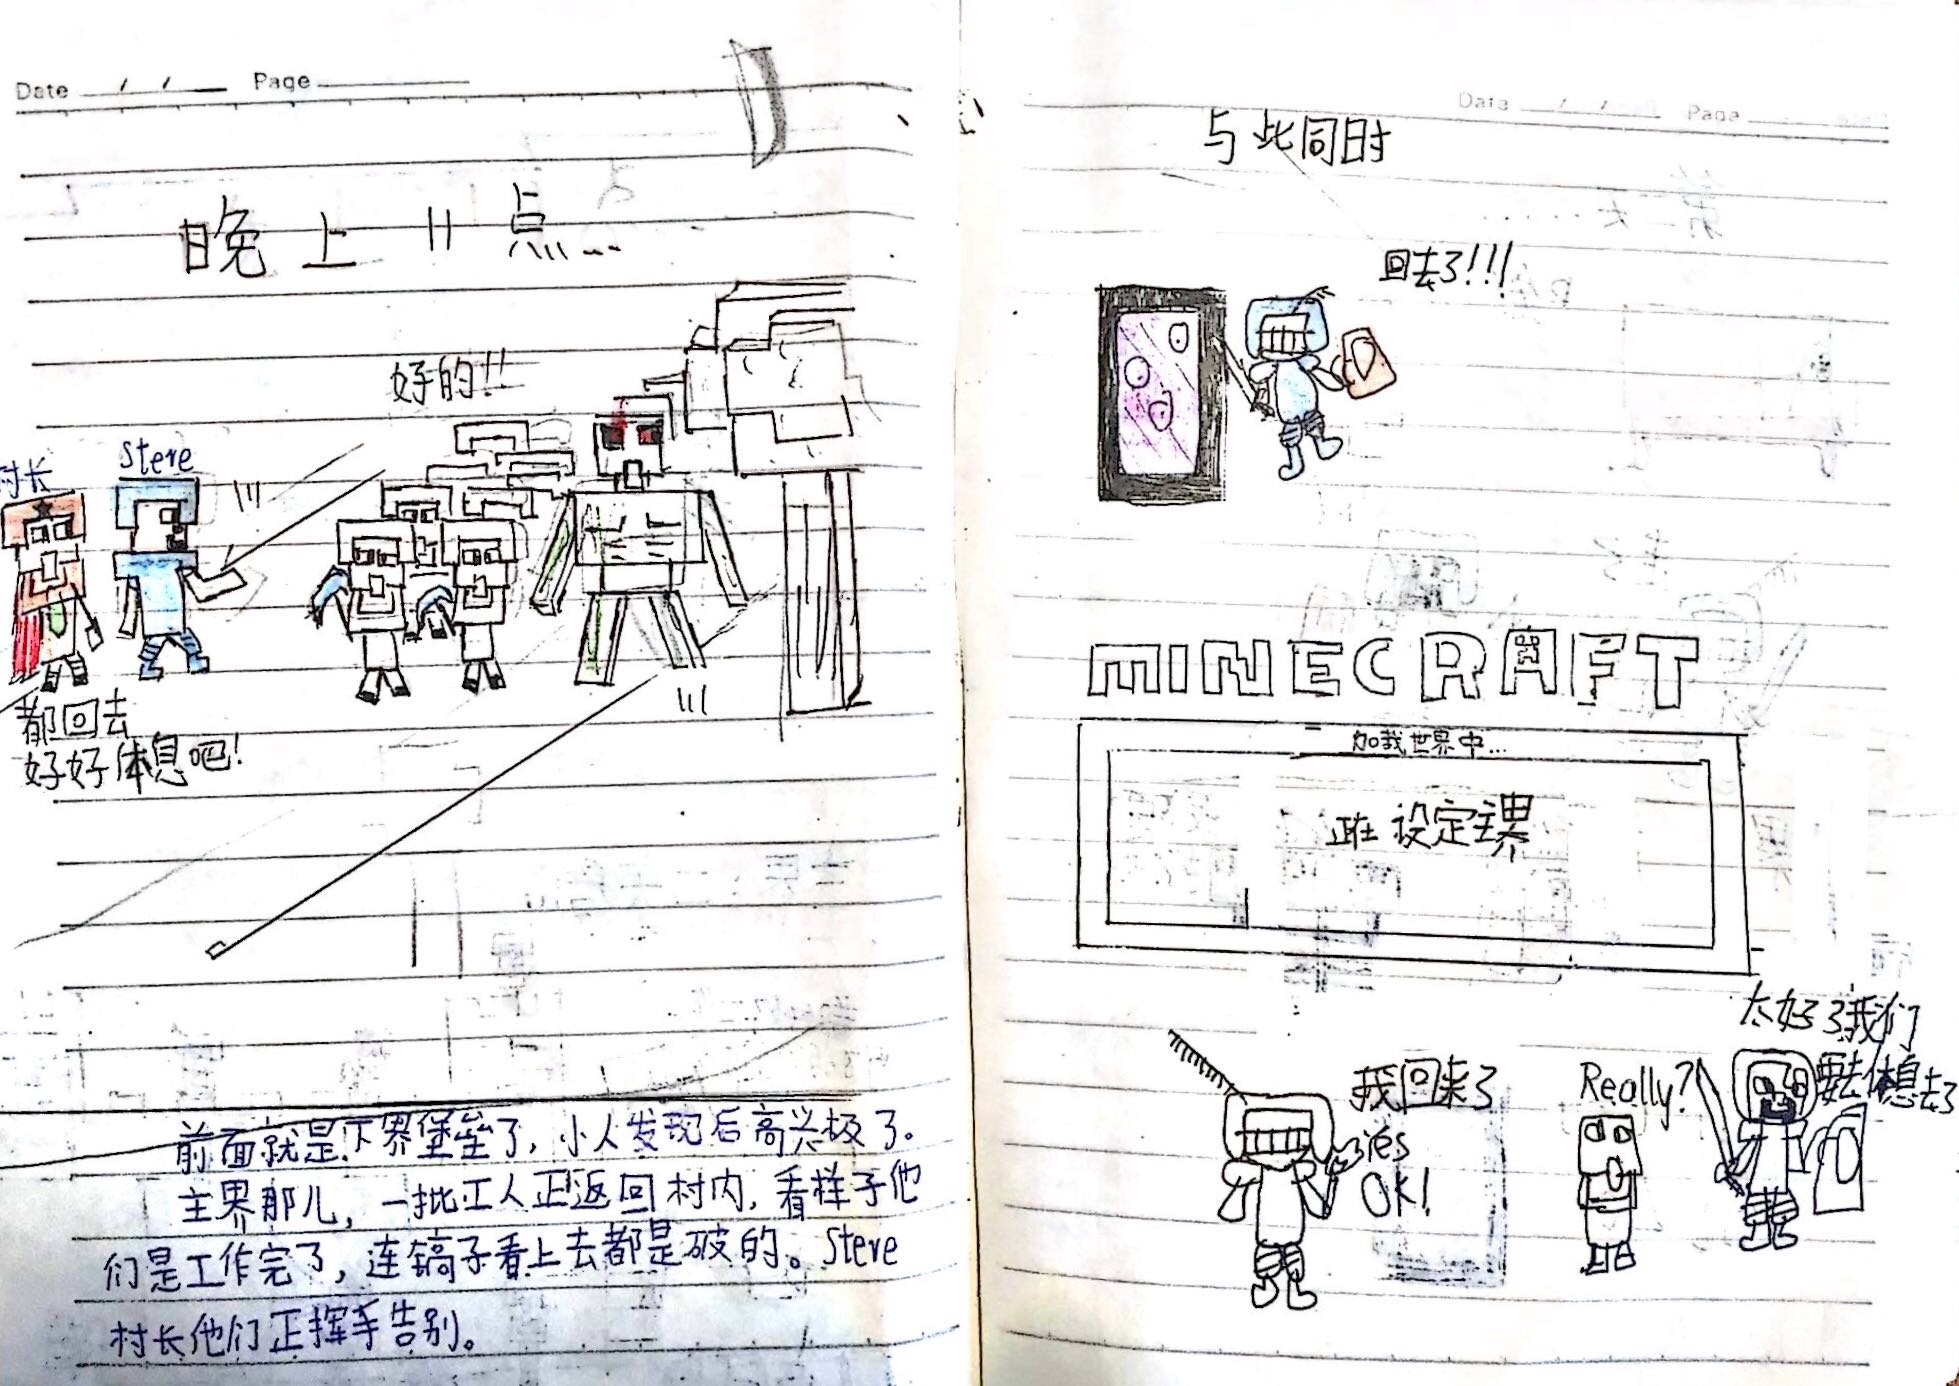 Date / / Page
晚上11点...
好的!!
村长
Steve
都回去
好好体息吧!
前面就是下界堡垒了,小人发现后高兴极了。
主界那儿,一批工人正返回村内,看样子他
们是工作完了,连镐子看上去都是破的。Steve
村长他们正挥手告别。
Date / / Page
与此同时
回去了!!!
MINECRAFT
加载世界中...
正在设定主界
太好了我们
要去体息去了
我回来了
Really?
yes
OK!